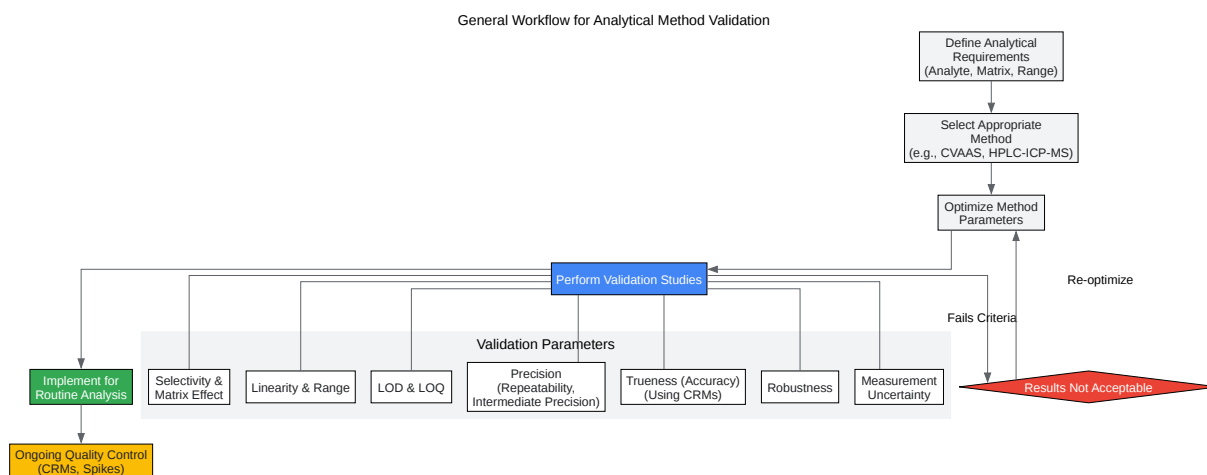 General Workflow for Analytical Method Validation
Define Analytical
Requirements
(Analyte, Matrix, Range)
Select Appropriate
Method
(e.g., CVAAS, HPLC-ICP-MS)
Optimize Method
Parameters
Perform Validation Studies
Re-optimize
Fails Criteria
Validation Parameters
Implement for
Routine Analysis
Selectivity &
Matrix Effect
Linearity & Range
LOD & LOQ
Precision
(Repeatability,
Intermediate Precision)
Trueness (Accuracy)
(Using CRMs)
Robustness
Measurement
Uncertainty
Results Not Acceptable
Ongoing Quality Control
(CRMs, Spikes)